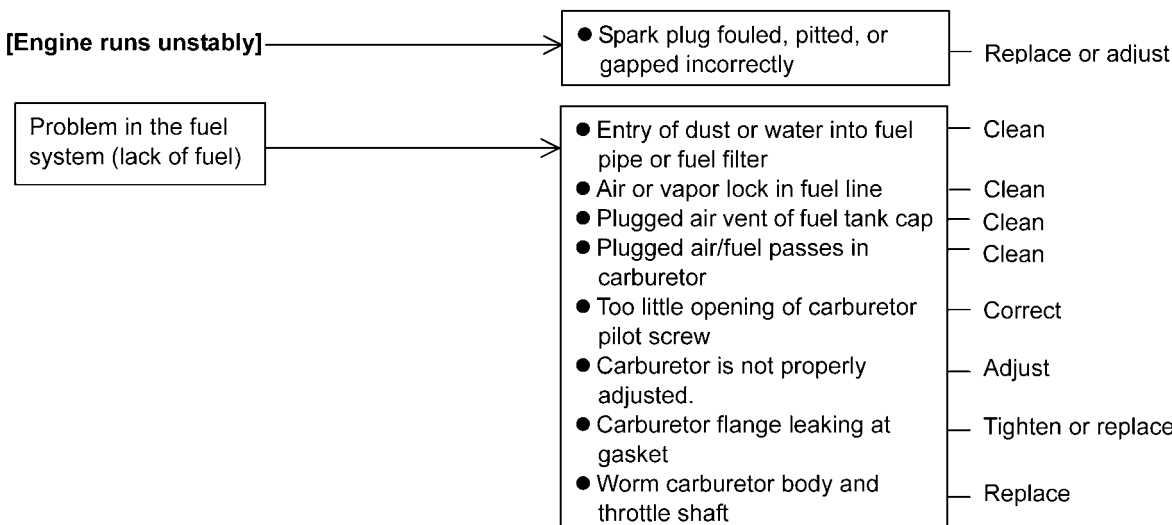 [Engine runs unstably]
● Spark plug fouled, pitted, or
gapped incorrectly
Replace or adjust
Problem in the fuel
system (lack of fuel)
● Entry of dust or water into fuel
pipe or fuel filter
Clean
● Air or vapor lock in fuel line
Clean
● Plugged air vent of fuel tank cap
Clean
● Plugged air/fuel passes in
carburetor
Clean
● Too little opening of carburetor
pilot screw
Correct
● Carburetor is not properly
adjusted.
Adjust
● Carburetor flange leaking at
gasket
Tighten or replace
● Worm carburetor body and
throttle shaft
Replace